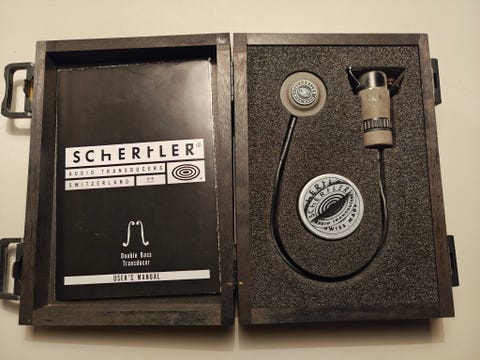 SCHERTLER®
AUDIO TRANSDUCERS
SWITZERLAND
Double Bass
Transducer
USER'S MANUAL
SCHERTLER